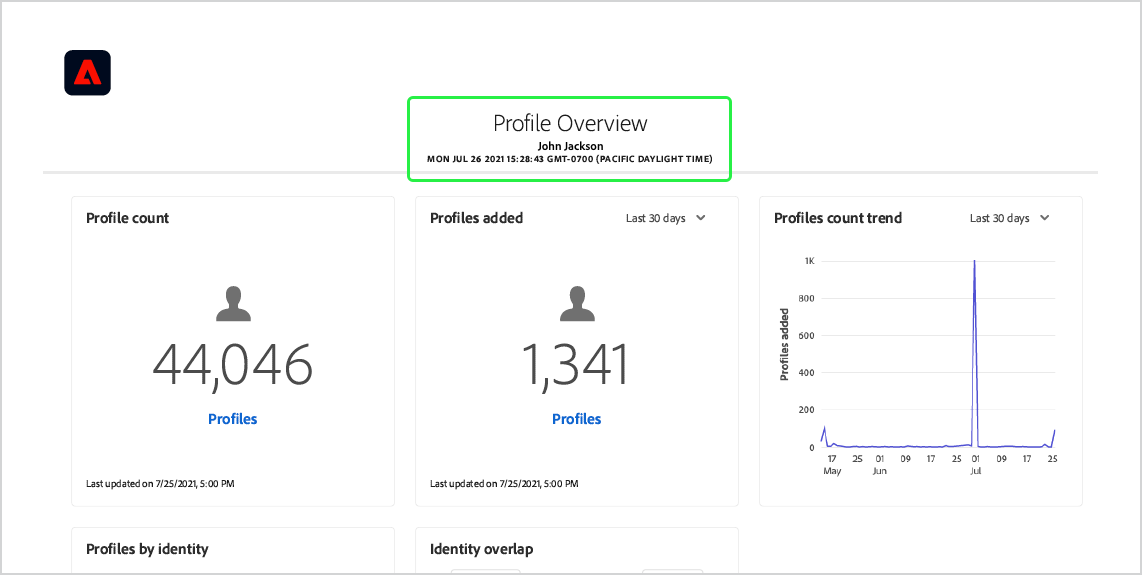 Profile Overview
John Jackson
MON JUL 26 2021 15:28:43 GMT-0700 (PACIFIC DAYLIGHT TIME)
Profile count
44,046
Profiles
Last updated on 7/25/2021, 5:00 PM
Profiles added
Last 30 days
1,341
Profiles
Last updated on 7/25/2021, 5:00 PM
Profiles count trend
Last 30 days
Profiles added
1K
800
600
400
200
0
17 25 01 09 17 25 01 09 17 25
May Jun Jul
Profiles by identity
Identity overlap